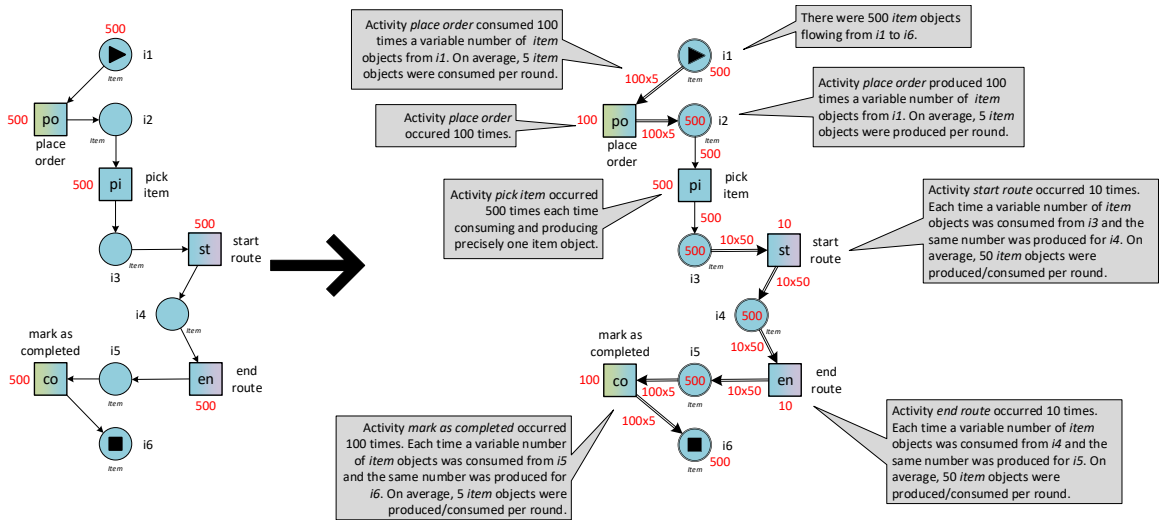 500
i1
Item
500
po
i2
place
order
Item
500
pi
pick
item
500
i3
Item
st
start
route
i4
Item
mark as
completed
i5
500
co
Item
en
end
route
500
i6
Item
Activity place order consumed 100
times a variable number of item
objects from i1. On average, 5 item
objects were consumed per round.
There were 500 item objects
flowing from i1 to i6.
i1
Item
500
100x5
Activity place order
occured 100 times.
100
po
100x5
500
i2
Item
place
order
Activity place order produced 100
times a variable number of item
objects from i1. On average, 5 item
objects were produced per round.
500
pick
item
500
pi
500
Activity pick item occurred
500 times each time
consuming and producing
precisely one item object.
500
i3
Item
10x50
10
st
start
route
10x50
Activity start route occurred 10 times.
Each time a variable number of item
objects was consumed from i3 and the
same number was produced for i4. On
average, 50 item objects were
produced/consumed per round.
i4
500
Item
10x50
mark as
completed
i5
100
co
100x5
500
Item
10x50
en
10
end
route
100x5
i6
500
Item
Activity mark as completed occurred
100 times. Each time a variable number
of item objects was consumed from i5
and the same number was produced for
i6. On average, 5 item objects were
produced/consumed per round.
Activity end route occurred 10 times.
Each time a variable number of item
objects was consumed from i4 and the
same number was produced for
i5. On
average, 50 item objects were
produced/consumed per round.